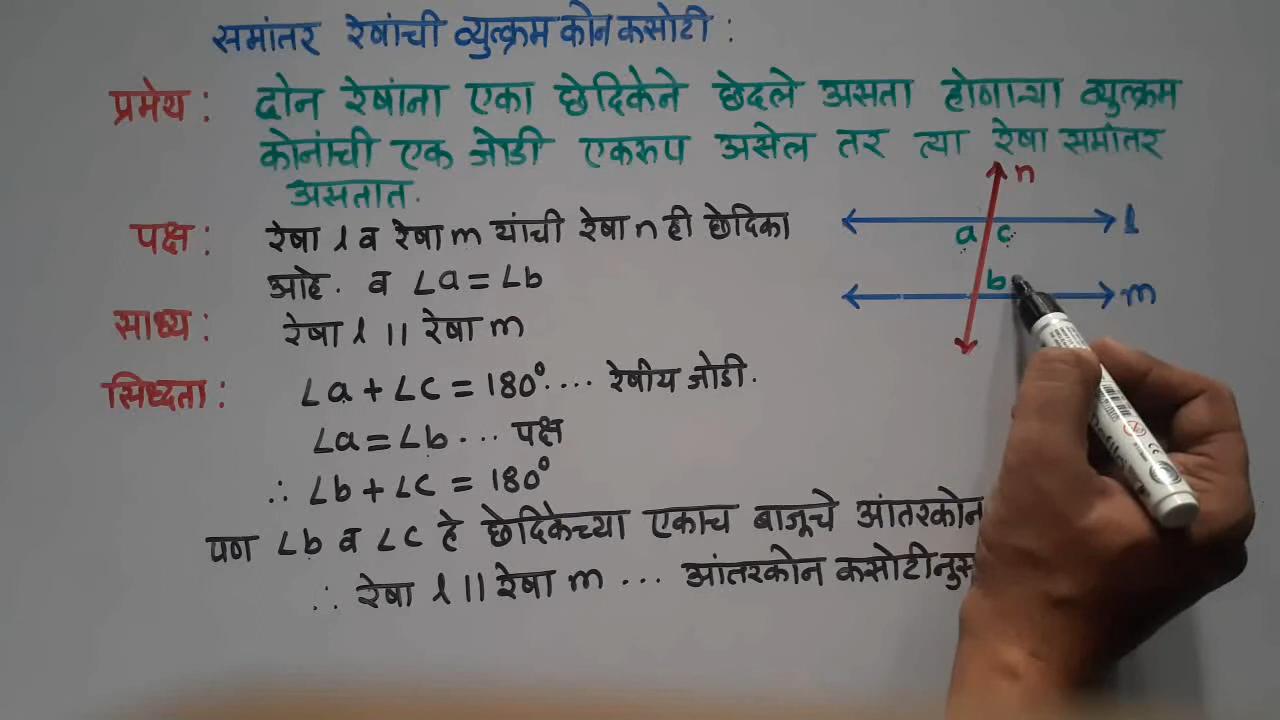 समांतर रेषांची व्युत्क्रम कोन कसोटी :
प्रमेय : दोन रेषांना एका छेदिकेने छेदले असता होणाऱ्या व्युत्क्रम
कोनांची एक जोडी एकरुप असेल तर त्या रेषा समांतर
असतात.
n
l
a c
b
m
पक्ष : रेषा l व रेषा m यांची रेषा n ही छेदिका
आहे. व ∠a = ∠b
साध्य : रेषा l || रेषा m
सिध्दता : ∠a + ∠c = 180° .... रेषीय जोडी.
∠a = ∠b ... पक्ष
∴ ∠b + ∠c = 180°
पण ∠b व ∠c हे छेदिकेच्या एकाच बाजूचे आंतरकोन
∴ रेषा l || रेषा m ... आंतरकोन